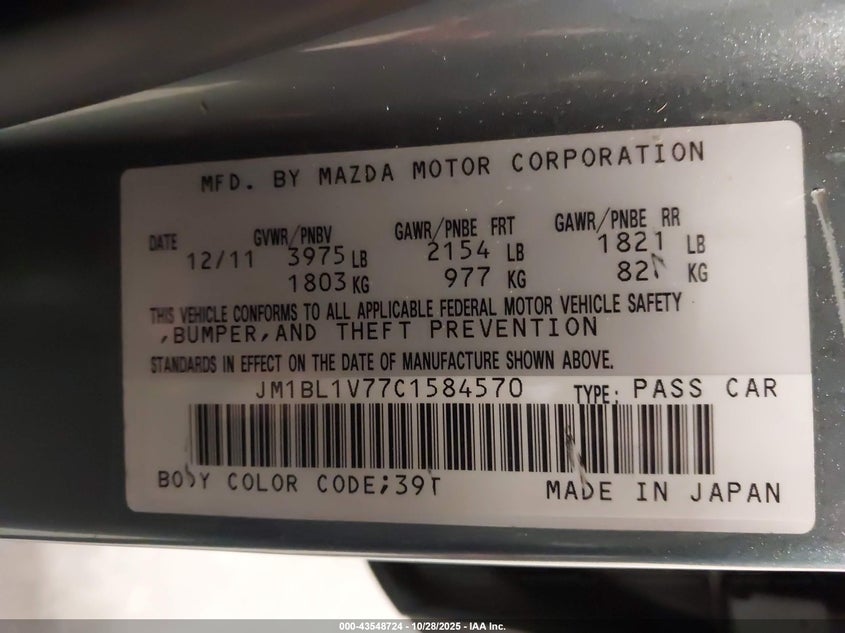 MFD. BY MAZDA MOTOR CORPORATION
DATE GVWR/PNBV GAWR/PNBE FRT GAWR/PNBE RR
12/11 3975 LB 2154 LB 1821 LB
1803 KG 977 KG 82 KG
THIS VEHICLE CONFORMS TO ALL APPLICABLE FEDERAL MOTOR VEHICLE SAFETY
,BUMPER,AND THEFT PREVENTION
STANDARDS IN EFFECT ON THE DATE OF MANUFACTURE SHOWN ABOVE.
JM1BL1V77C1584570 TYPE: PASS CAR
BODY COLOR CODE;39T MADE IN JAPAN
000-43548724 - 10/28/2025 - IAA Inc.